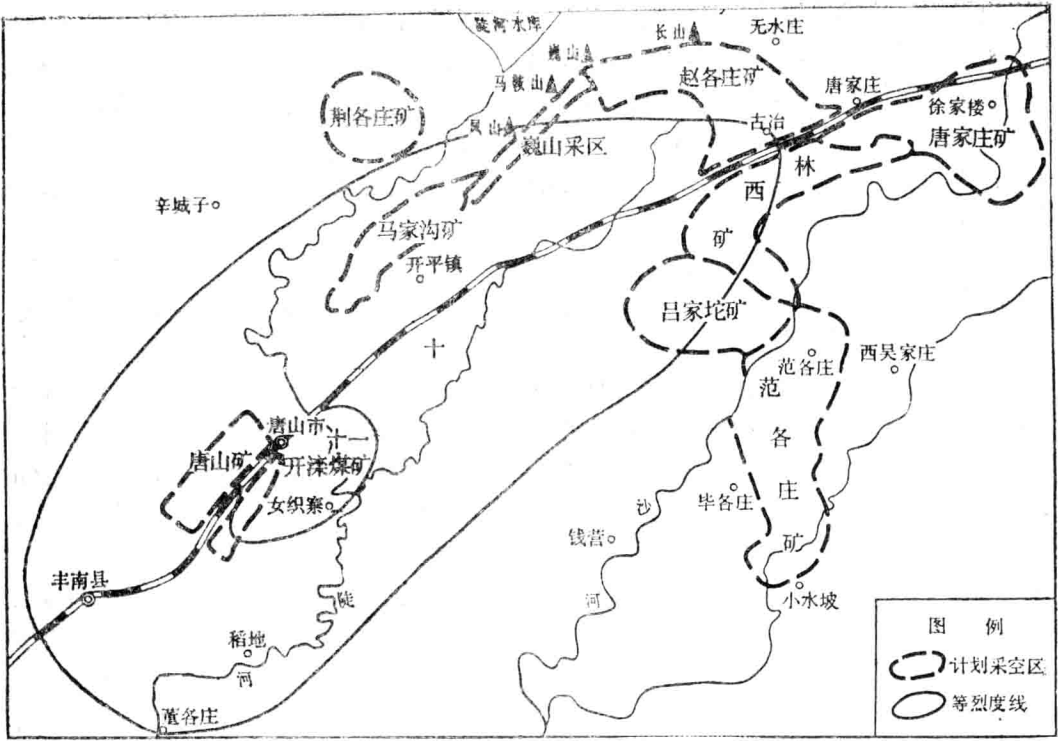 陡河水库
长山
无水庄
巍山
马鞍山
赵各庄矿
唐家庄
徐家楼
荆各庄矿
凤山
古冶
唐家庄矿
巍山采区
林
西
矿
辛城子
马家沟矿
开平镇
吕家坨矿
十
范各庄
西吴家庄
范
各
庄
矿
唐山市
十一
唐山矿
开滦煤矿
女织寨
毕各庄
沙
河
钱营
丰南县
陡
河
小水坡
稻地
董各庄
图 例
计划采空区
等烈度线